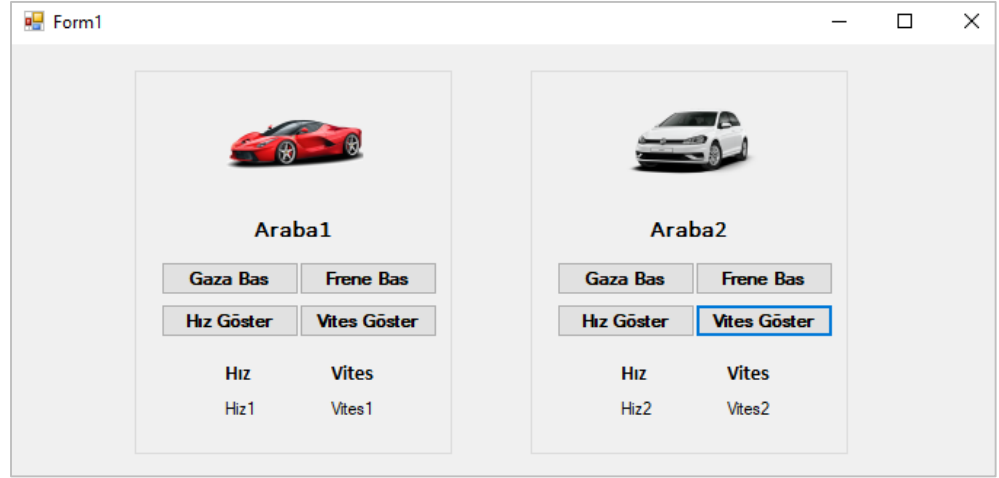 Form1
Araba1
Gaza Bas Frene Bas
Hız Göster Vites Göster
Hız Vites
Hiz1 Vites1
Araba2
Gaza Bas Frene Bas
Hız Göster Vites Göster
Hız Vites
Hiz2 Vites2